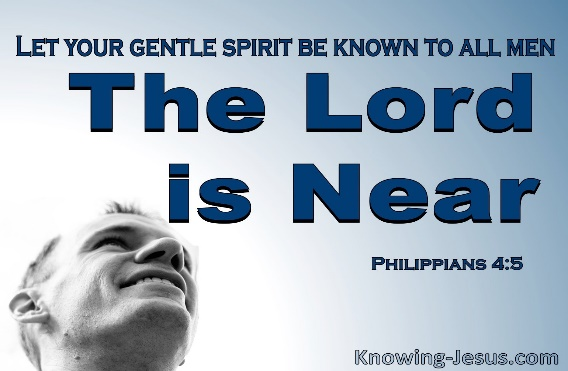 Let your gentle spirit be known to all men
The Lord
is Near
Philippians 4:5
Knowing-Jesus.com